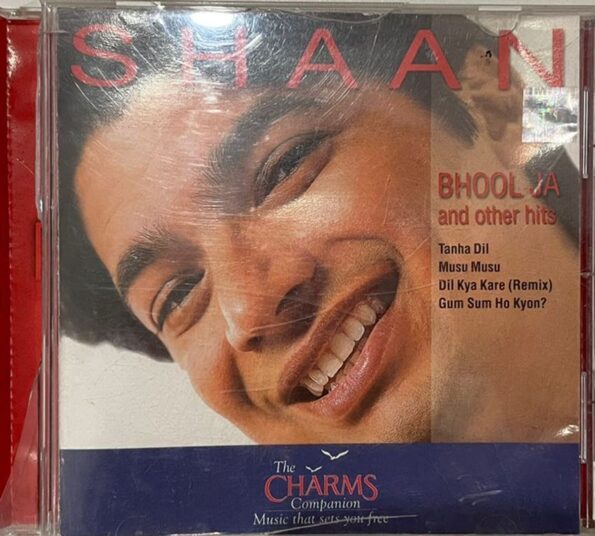 SHAAN
BHOOL JA
and other hits
Tanha Dil
Musu Musu
Dil Kya Kare (Remix)
Gum Sum Ho Kyon?
The
CHARMS
Companion
Music that sets you free